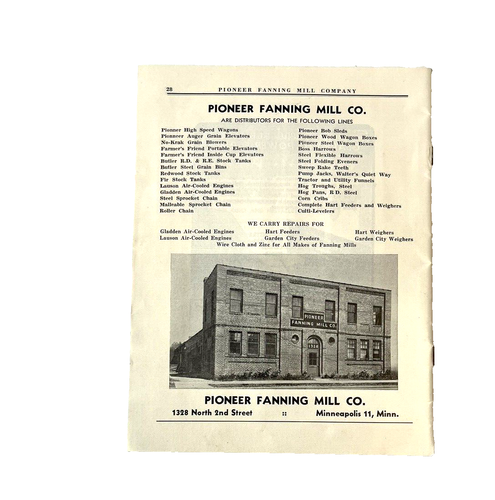 28 PIONEER FANNING MILL COMPANY
PIONEER FANNING MILL CO.
ARE DISTRIBUTORS FOR THE FOLLOWING LINES
Pioneer High Speed Wagons
Pioneer Auger Grain Elevators
Nu-Krak Grain Blowers
Farmer's Friend Portable Elevators
Farmer's Friend Inside Cup Elevators
Butler R.D. & R.E. Stock Tanks
Butler Steel Grain Bins
Redwood Stock Tanks
Fir Stock Tanks
Lauson Air-Cooled Engines
Gladden Air-Cooled Engines
Steel Sprocket Chain
Malleable Sprocket Chain
Roller Chain
Pioneer Bob Sleds
Pioneer Wood Wagon Boxes
Pioneer Steel Wagon Boxes
Boss Harrows
Steel Flexible Harrows
Steel Folding Eveners
Sweep Rake Teeth
Pump Jacks, Walter's Quiet Way
Tractor and Utility Funnels
Hog Troughs, Steel
Hog Pans, R.D. Steel
Corn Cribs
Complete Hart Feeders and Weighers
Culti-Levelers
WE CARRY REPAIRS FOR
Gladden Air-Cooled Engines Hart Feeders Hart Weighers
Lauson Air-Cooled Engines Garden City Feeders Garden City Weighers
Wire Cloth and Zinc for All Makes of Fanning Mills
PIONEER
FANNING MILL CO.
1928
PIONEER FANNING MILL CO.
1328 North 2nd Street :: Minneapolis 11, Minn.